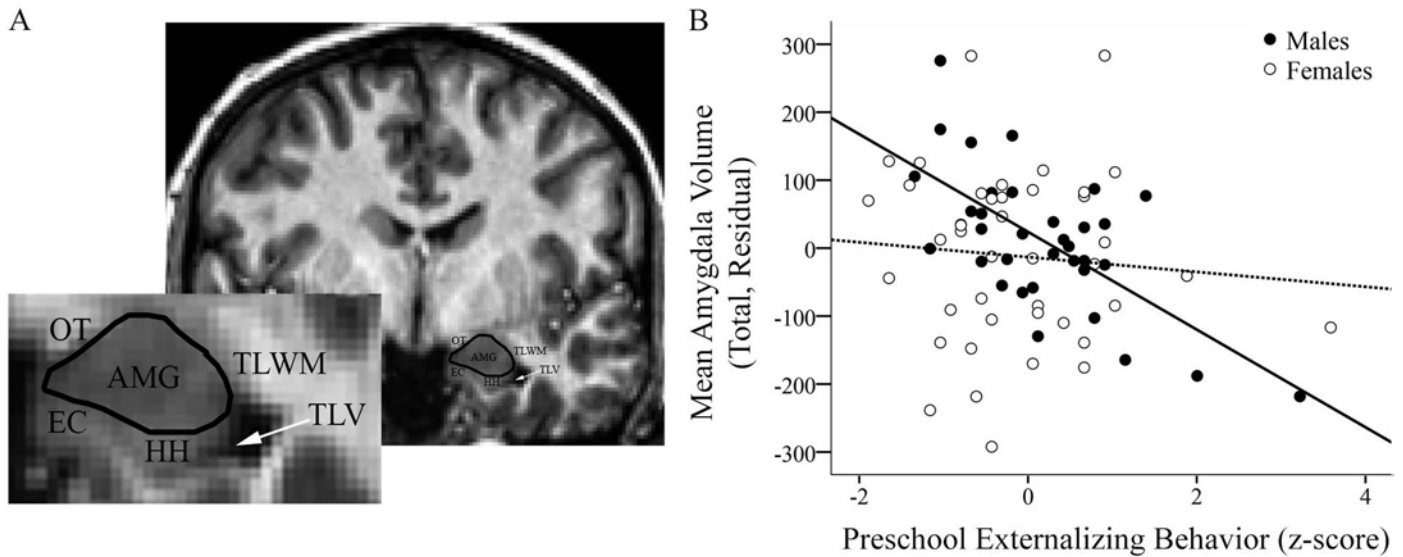 A
OT
AMG
TLWM
EC
HH
TLV
OT
AMG
TLWM
EC
HH
TLV
B
Males
Females
Mean Amygdala Volume
(Total, Residual)
300
200
100
0
-100
-200
-300
-2
0
2
4
Preschool Externalizing Behavior (z-score)